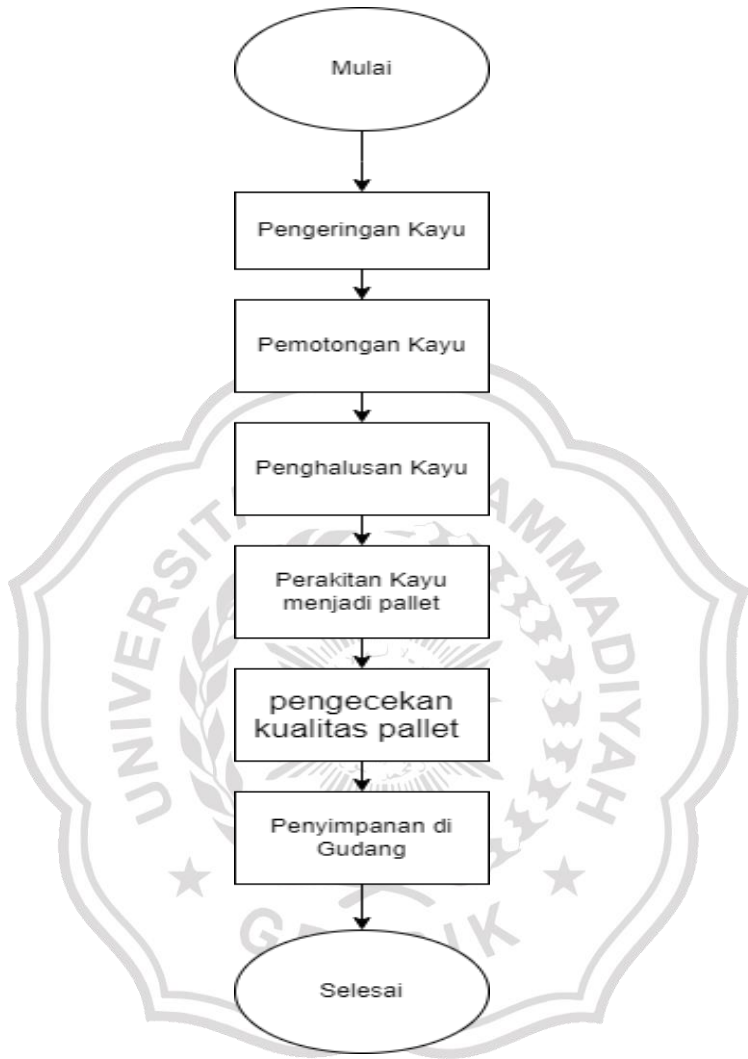 Mulai
Pengeringan Kayu
Pemotongan Kayu
Penghalusan Kayu
Perakitan Kayu
menjadi pallet
pengecekan
kualitas pallet
Penyimpanan di
Gudang
Selesai